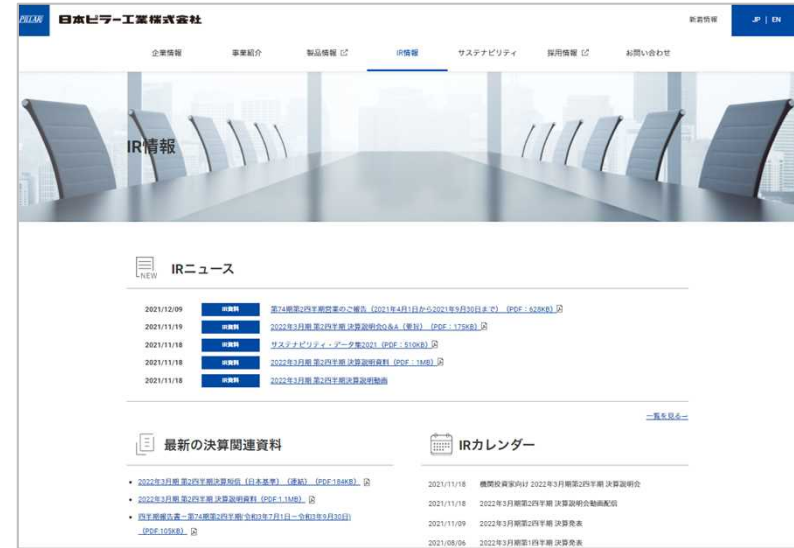 PILLAR 日本ピラー工業株式会社
新着情報
JP | EN
企業情報 事業紹介 製品情報 IR情報 サステナビリティ 採用情報 お問い合わせ
IR情報
NEW IRニュース
2021/12/09 IR資料 第74期第2四半期営業のご報告（2021年4月1日から2021年9月30日まで） (PDF：628KB)
2021/11/19 IR資料 2022年3月期 第2四半期 決算説明会Q&A（要旨） (PDF：175KB)
2021/11/18 IR資料 サステナビリティ・データ集2021 (PDF：510KB)
2021/11/18 IR資料 2022年3月期 第2四半期 決算説明資料 (PDF：1MB)
2021/11/18 IR資料 2022年3月期 第2四半期決算説明動画
一覧を見る→
最新の決算関連資料
• 2022年3月期 第2四半期決算短信（日本基準）（連結） (PDF:184KB)
• 2022年3月期 第2四半期 決算説明資料 (PDF:1.1MB)
• 四半期報告書－第74期第2四半期(令和3年7月1日－令和3年9月30日)
(PDF:105KB)
IRカレンダー
2021/11/18 機関投資家向け 2022年3月期第2四半期 決算説明会
2021/11/18 2022年3月期第2四半期 決算説明会動画配信
2021/11/09 2022年3月期第2四半期 決算発表
2021/08/06 2022年3月期第1四半期 決算発表